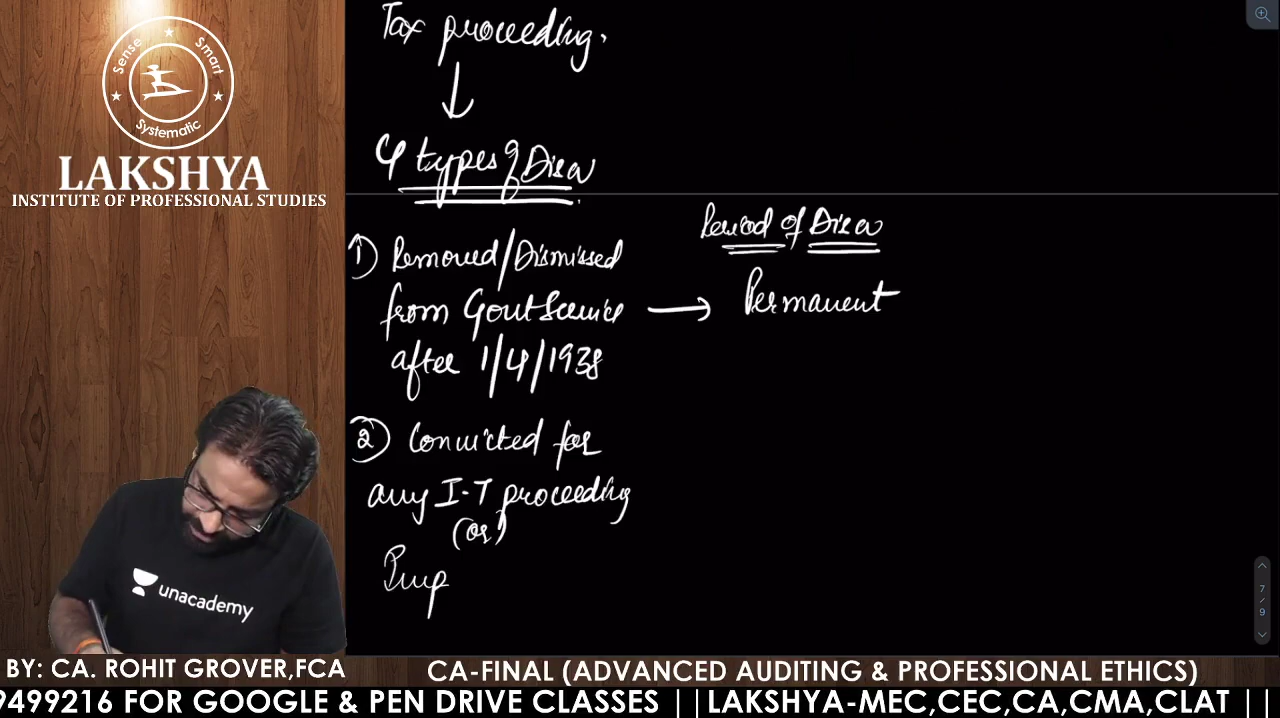 Tax proceeding.
4 types of Disq
Period of Disq
1) Removed/Dismissed
from Govt Service → Permanent
after 1/4/1938
2) Convicted for
any I-T proceeding
(or)
Imp
Sense
Smart
Systematic
LAKSHYA
INSTITUTE OF PROFESSIONAL STUDIES
unacademy
7
/
9
BY: CA. ROHIT GROVER,FCA
CA-FINAL (ADVANCED AUDITING & PROFESSIONAL ETHICS)
9499216 FOR GOOGLE & PEN DRIVE CLASSES ||LAKSHYA-MEC,CEC,CA,CMA,CLAT ||